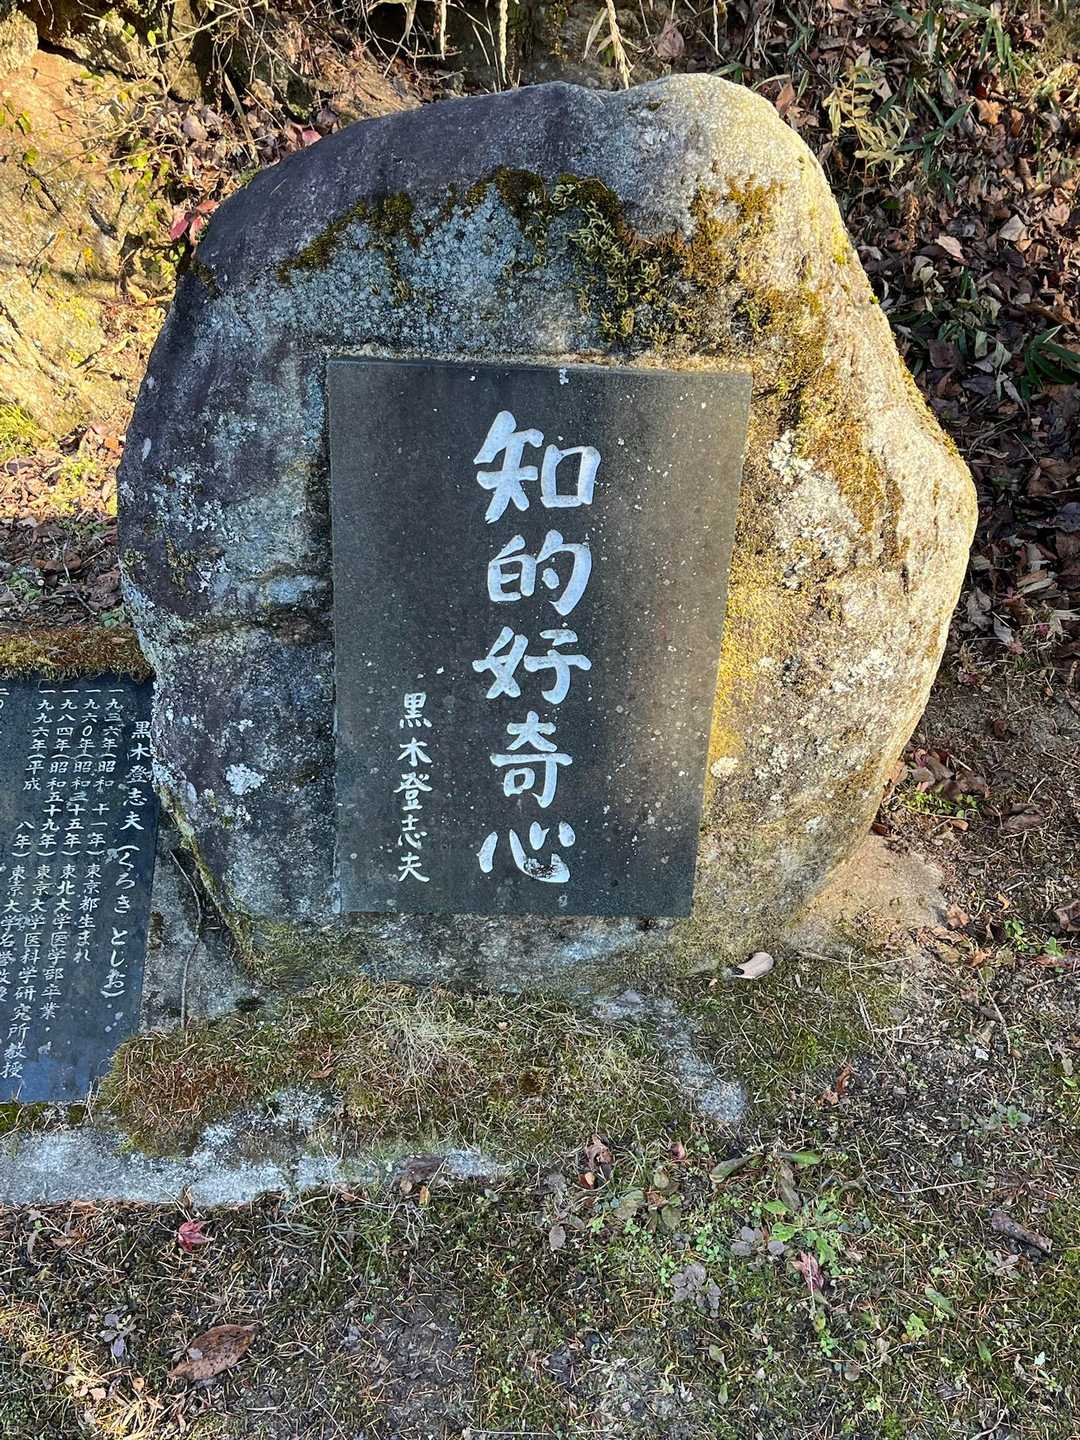 知的好奇心
黒木登志夫
黒木登志夫(くろき としお)
一九三六年(昭和 十一年)東京都生まれ
一九六〇年(昭和三十五年)東北大学医学部卒業
一九八四年(昭和五十九年)東京大学医科学研究所教授
一九九六年(平成 八年)東京大学名誉教授